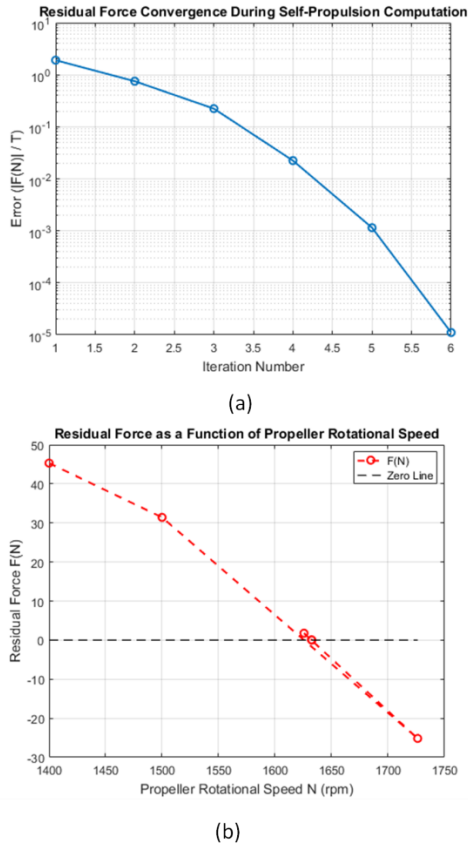 Residual Force Convergence During Self-Propulsion Computation
10^1
10^0
10^-1
10^-2
10^-3
10^-4
10^-5
Error (|F(N)| / T)
1 1.5 2 2.5 3 3.5 4 4.5 5 5.5 6
Iteration Number
(a)
Residual Force as a Function of Propeller Rotational Speed
50
40
30
20
10
0
-10
-20
-30
Residual Force F(N)
F(N)
Zero Line
1400 1450 1500 1550 1600 1650 1700 1750
Propeller Rotational Speed N (rpm)
(b)